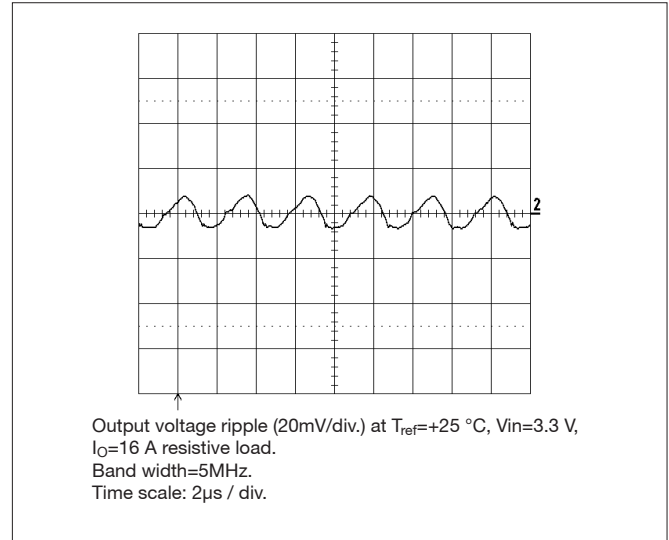 2
Output voltage ripple (20mV/div.) at Tref=+25 °C, Vin=3.3 V,
IO=16 A resistive load.
Band width=5MHz.
Time scale: 2µs / div.